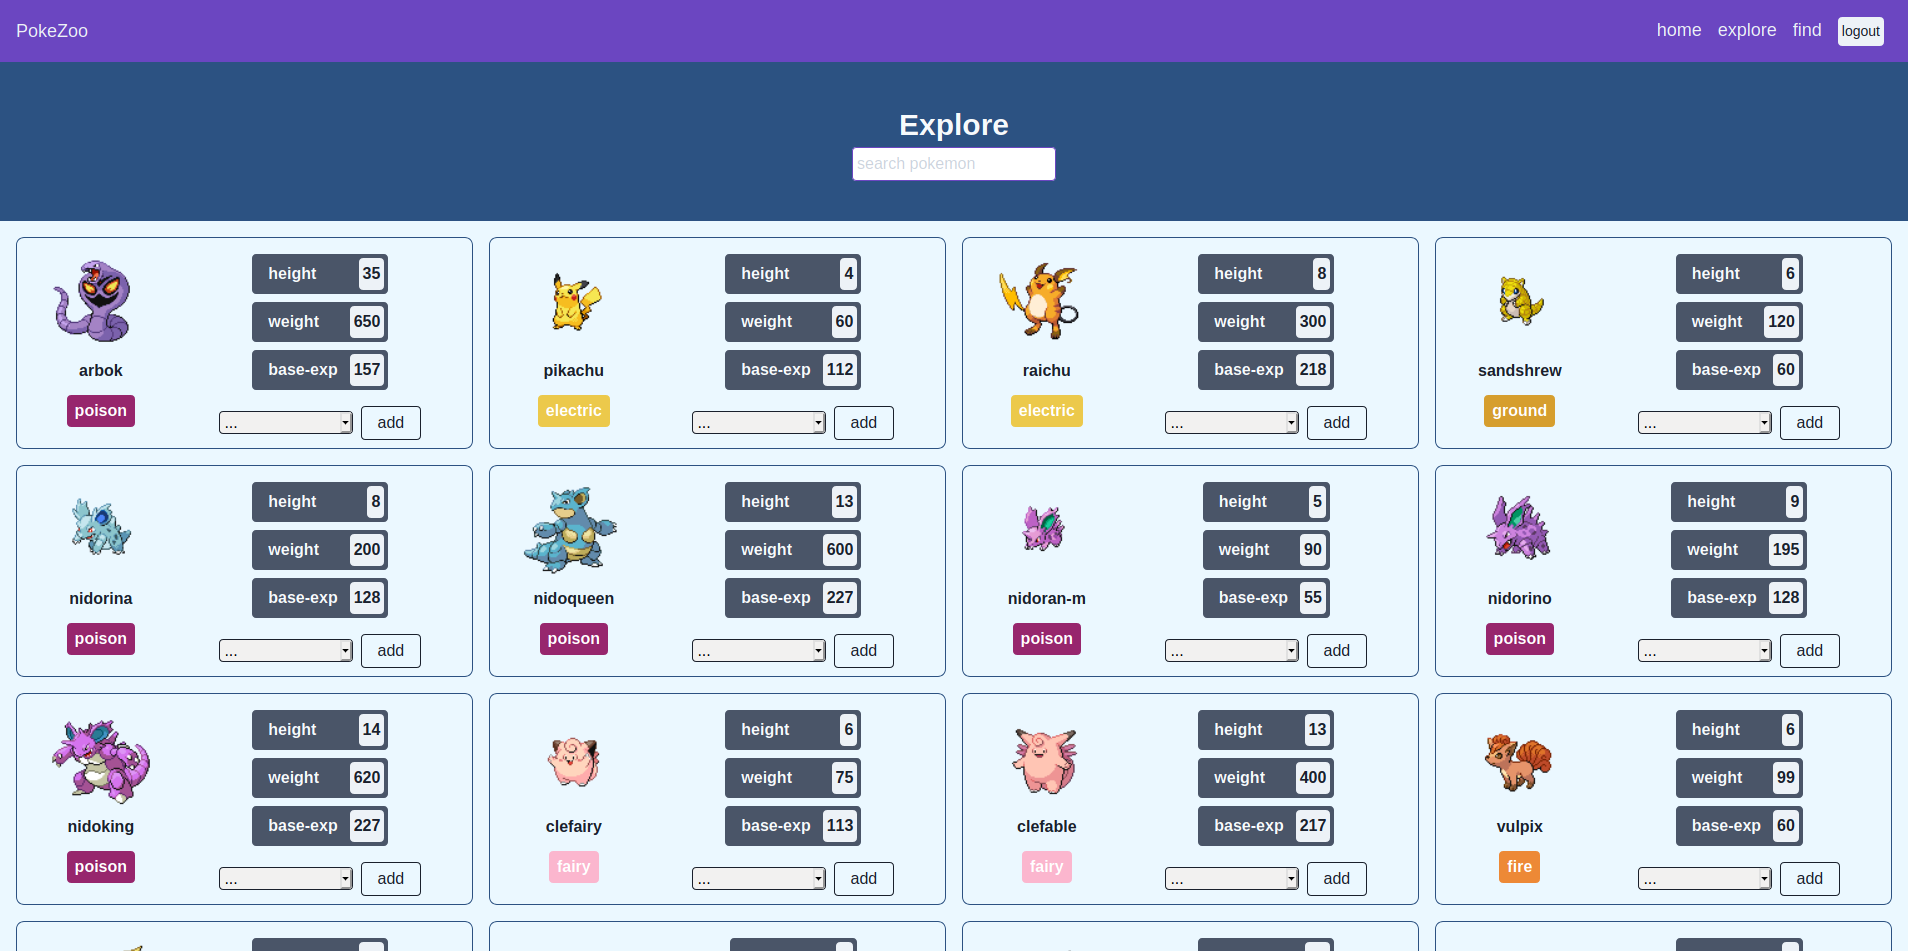 PokeZoo
home explore find logout
Explore
search pokemon
height 35
weight 650
base-exp 157
arbok
poison
... add
height 4
weight 60
base-exp 112
pikachu
electric
... add
height 8
weight 300
base-exp 218
raichu
electric
... add
height 6
weight 120
base-exp 60
sandshrew
ground
... add
height 8
weight 200
base-exp 128
nidorina
poison
... add
height 13
weight 600
base-exp 227
nidoqueen
poison
... add
height 5
weight 90
base-exp 55
nidoran-m
poison
... add
height 9
weight 195
base-exp 128
nidorino
poison
... add
height 14
weight 620
base-exp 227
nidoking
poison
... add
height 6
weight 75
base-exp 113
clefairy
fairy
... add
height 13
weight 400
base-exp 217
clefable
fairy
... add
height 6
weight 99
base-exp 60
vulpix
fire
... add